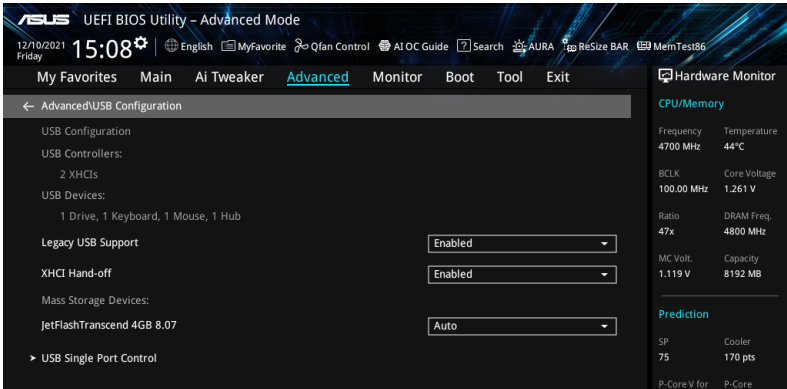 ASUS UEFI BIOS Utility – Advanced Mode
12/10/2021 Friday 15:08 English MyFavorite Qfan Control AI OC Guide ? Search AURA ReSize BAR MemTest86
My Favorites Main Ai Tweaker Advanced Monitor Boot Tool Exit
← Advanced\USB Configuration
USB Configuration
USB Controllers:
2 XHCIs
USB Devices:
1 Drive, 1 Keyboard, 1 Mouse, 1 Hub
Legacy USB Support Enabled
XHCI Hand-off Enabled
Mass Storage Devices:
JetFlashTranscend 4GB 8.07 Auto
USB Single Port Control
Hardware Monitor
CPU/Memory
Frequency Temperature
4700 MHz 44°C
BCLK Core Voltage
100.00 MHz 1.261 V
Ratio DRAM Freq.
47x 4800 MHz
MC Volt. Capacity
1.119 V 8192 MB
Prediction
SP Cooler
75 170 pts
P-Core V for P-Core